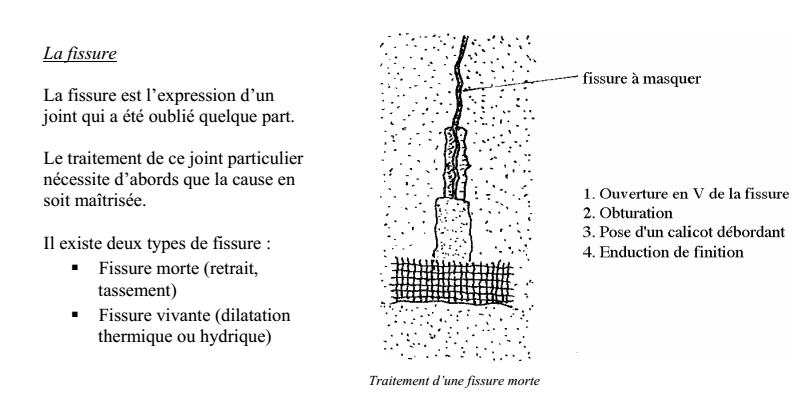 La fissure
La fissure est l’expression d’un
joint qui a été oublié quelque part.
Le traitement de ce joint particulier
nécessite d’abords que la cause en
soit maîtrisée.
Il existe deux types de fissure :
▪ Fissure morte (retrait,
tassement)
▪ Fissure vivante (dilatation
thermique ou hydrique)
fissure à masquer
1. Ouverture en V de la fissure
2. Obturation
3. Pose d'un calicot débordant
4. Enduction de finition
Traitement d’une fissure morte